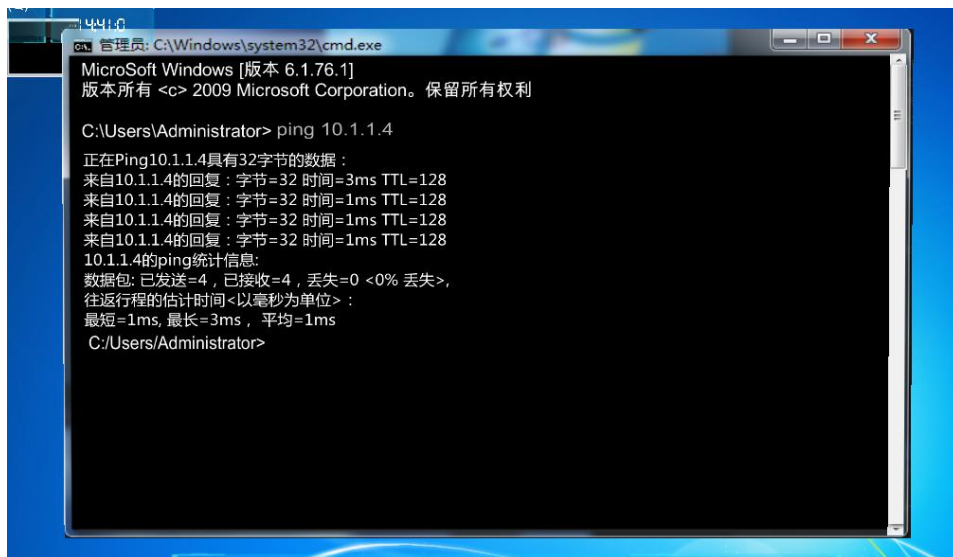 14:41:0
管理员: C:\Windows\system32\cmd.exe
MicroSoft Windows [版本 6.1.76.1]
版本所有 <c> 2009 Microsoft Corporation。保留所有权利
C:\Users\Administrator> ping 10.1.1.4
正在Ping10.1.1.4具有32字节的数据：
来自10.1.1.4的回复：字节=32 时间=3ms TTL=128
来自10.1.1.4的回复：字节=32 时间=1ms TTL=128
来自10.1.1.4的回复：字节=32 时间=1ms TTL=128
来自10.1.1.4的回复：字节=32 时间=1ms TTL=128
10.1.1.4的ping统计信息:
数据包: 已发送=4，已接收=4，丢失=0 <0% 丢失>,
往返行程的估计时间<以毫秒为单位>：
最短=1ms, 最长=3ms， 平均=1ms
C:/Users/Administrator>